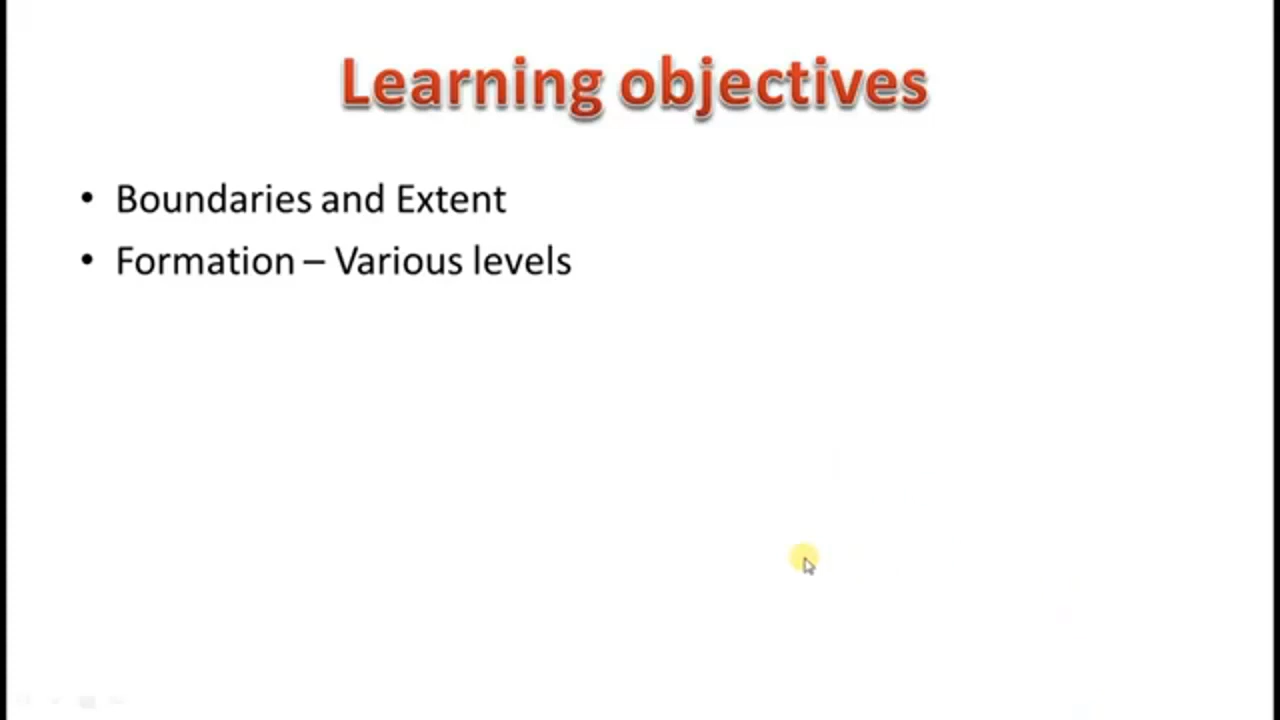 Learning objectives
• Boundaries and Extent
• Formation – Various levels